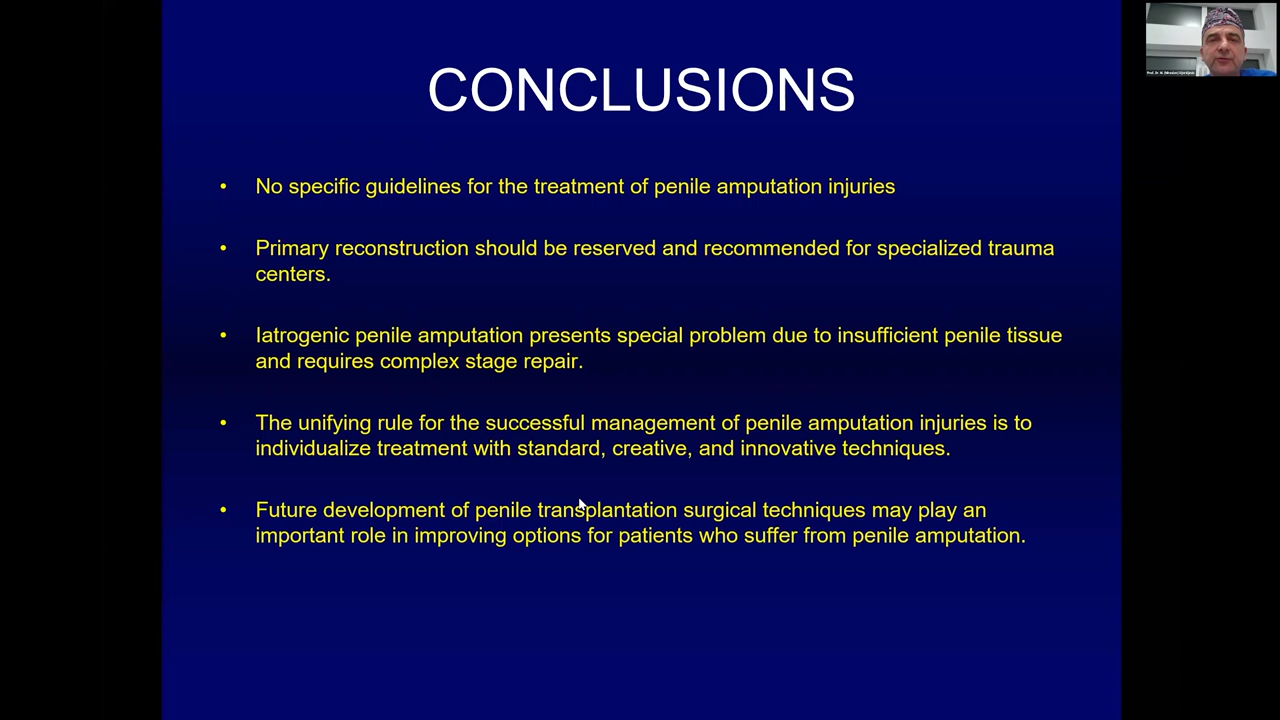 CONCLUSIONS
• No specific guidelines for the treatment of penile amputation injuries
• Primary reconstruction should be reserved and recommended for specialized trauma
centers.
• Iatrogenic penile amputation presents special problem due to insufficient penile tissue
and requires complex stage repair.
• The unifying rule for the successful management of penile amputation injuries is to
individualize treatment with standard, creative, and innovative techniques.
• Future development of penile transplantation surgical techniques may play an
important role in improving options for patients who suffer from penile amputation.
Prof. Dr. M.